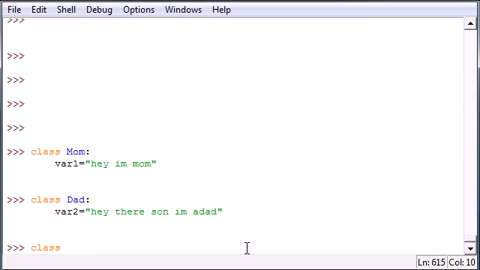 File Edit Shell Debug Options Windows Help
>>>
>>>
>>>
>>>
>>>
>>> class Mom:
var1="hey im mom"
>>> class Dad:
var2="hey there son im adad"
>>> class
Ln: 615 Col: 10